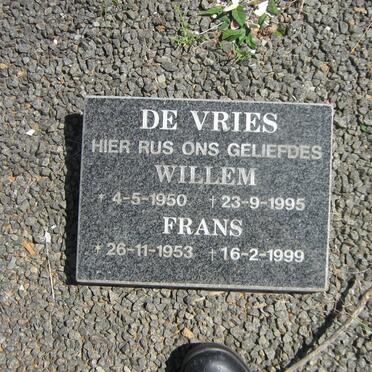 DE VRIES
HIER RUS ONS GELIEFDES
WILLEM
* 4-5-1950 † 23-9-1995
FRANS
* 26-11-1953 † 16-2-1999